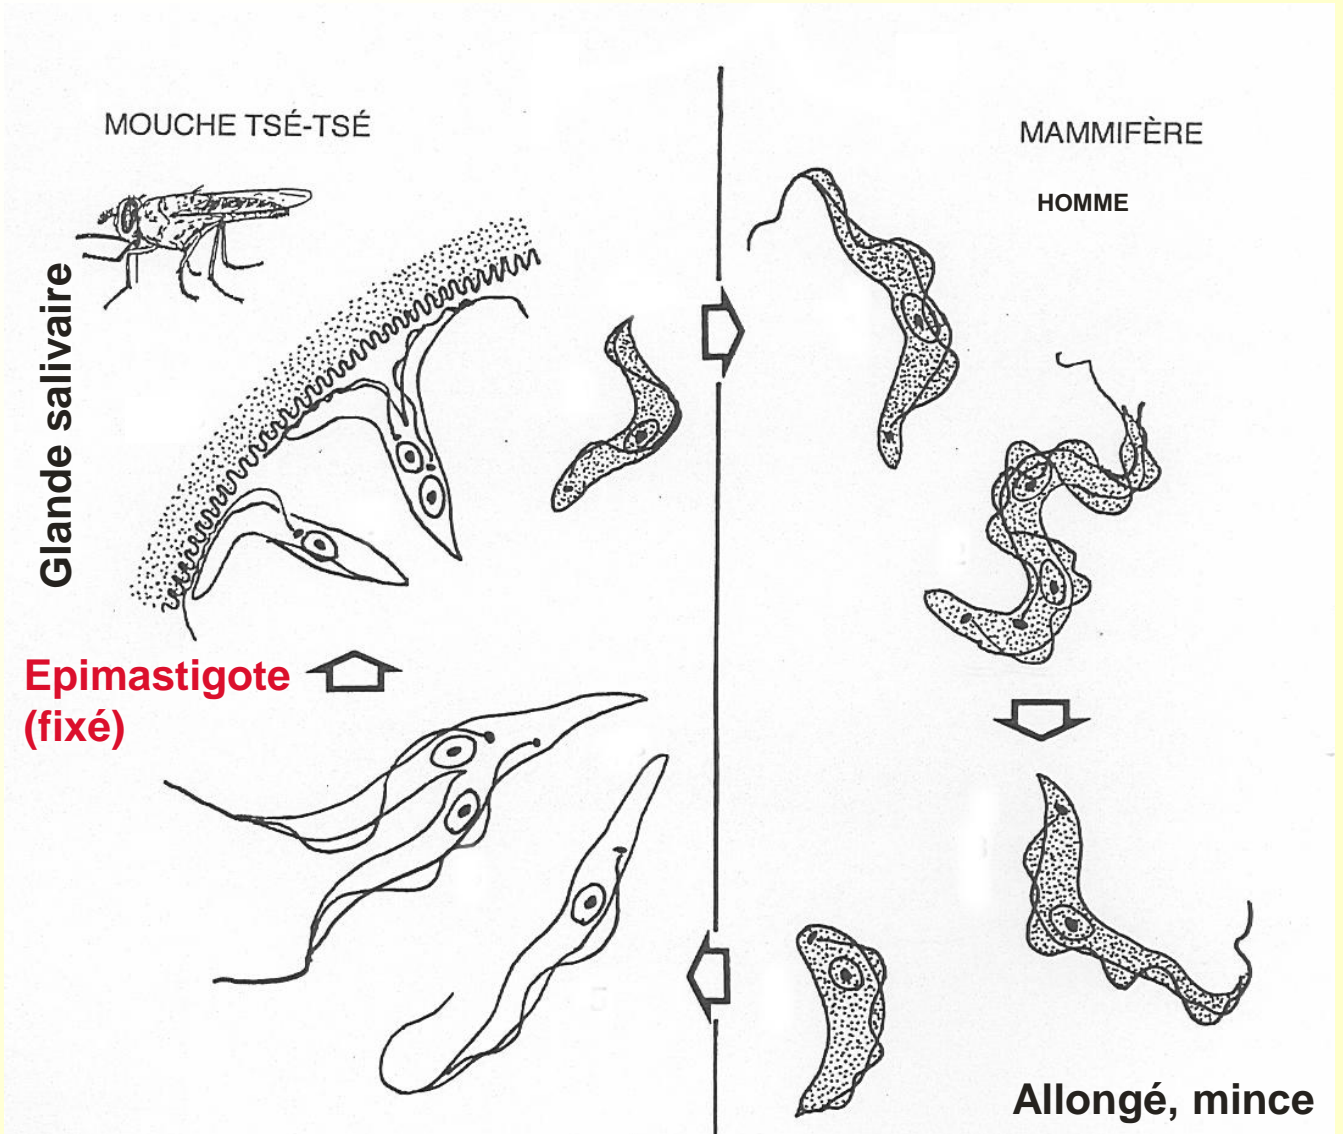 MOUCHE TSÉ-TSÉ
MAMMIFÈRE
HOMME
Glande salivaire
Epimastigote
(fixé)
Allongé, mince